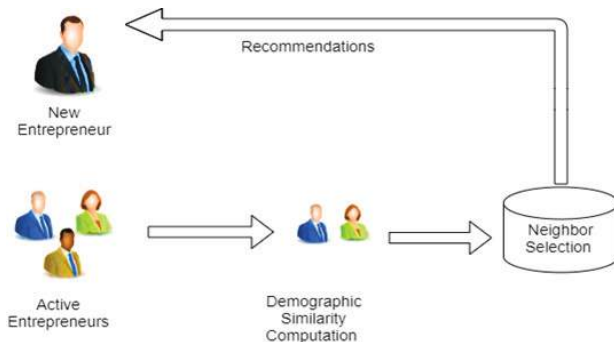 Recommendations
New
Entrepreneur
Neighbor
Selection
Active
Entrepreneurs
Demographic
Similarity
Computation